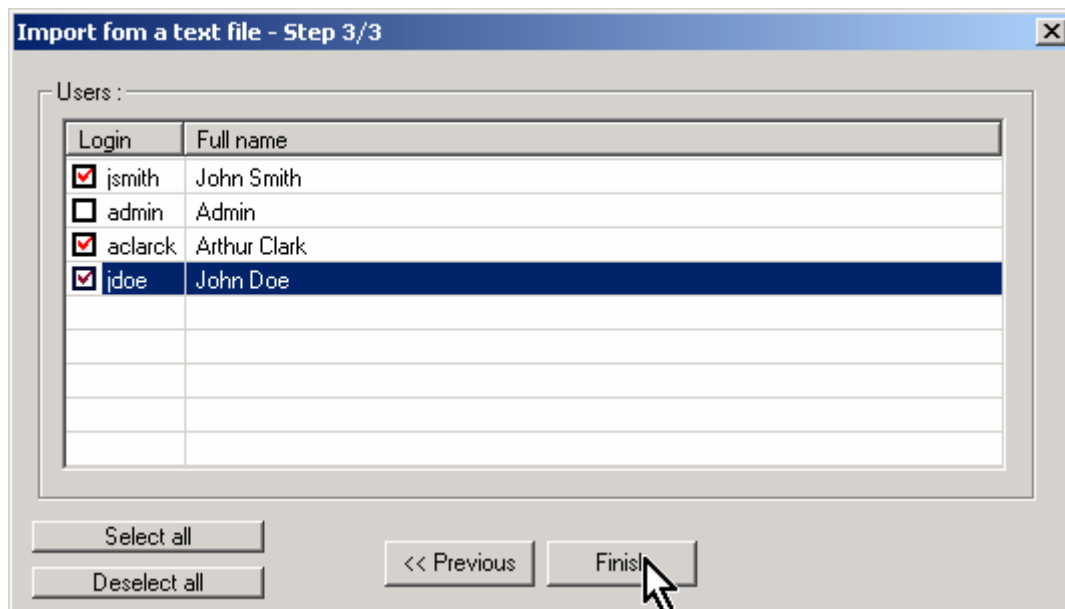 Import fom a text file - Step 3/3
Users :
Login Full name
jsmith John Smith
admin Admin
aclarck Arthur Clark
jdoe John Doe
Select all
<< Previous Finish
Deselect all